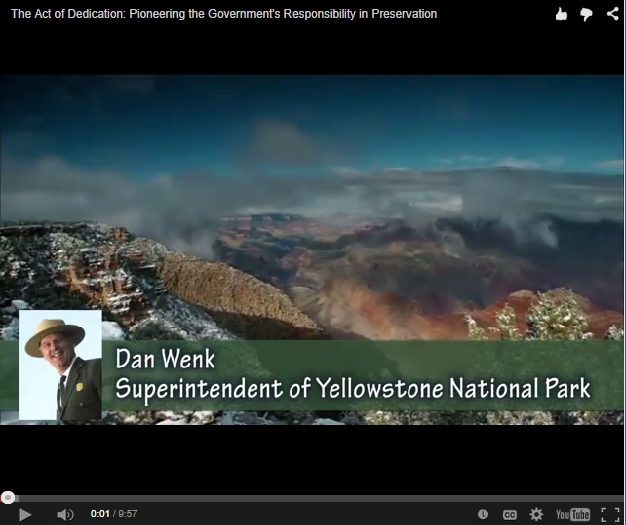 The Act of Dedication: Pioneering the Government's Responsibility in Preservation
Dan Wenk
Superintendent of Yellowstone National Park
0:01 / 9:57
CC
YouTube